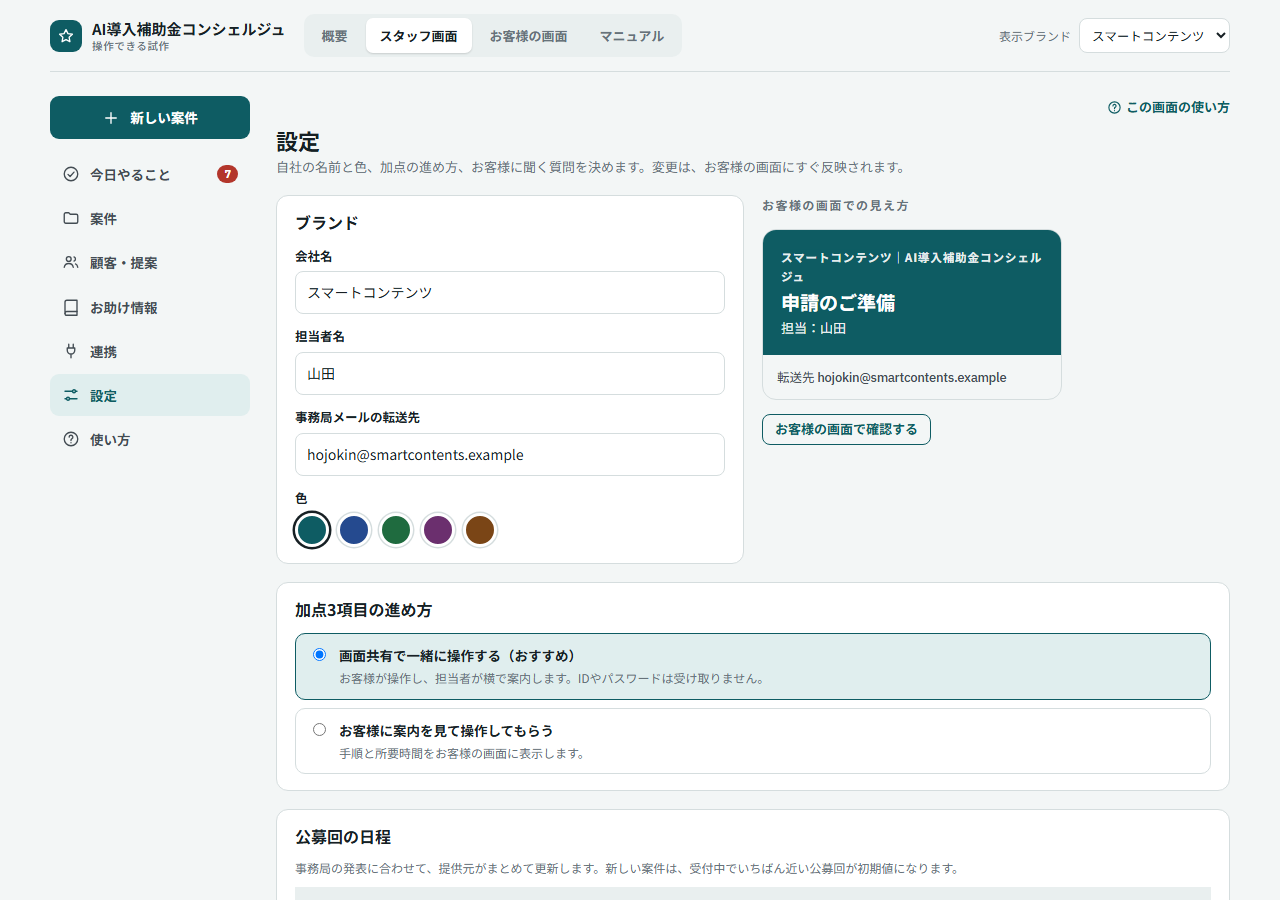 AI導入補助金コンシェルジュ
操作できる試作
概要
スタッフ画面
お客様の画面
マニュアル
表示ブランド
スマートコンテンツ
新しい案件
今日やること
7
案件
顧客・提案
お助け情報
連携
設定
使い方
この画面の使い方
設定
自社の名前と色、加点の進め方、お客様に聞く質問を決めます。変更は、お客様の画面にすぐ反映されます。
ブランド
会社名
スマートコンテンツ
担当者名
山田
事務局メールの転送先
hojokin@smartcontents.example
色
お客様の画面での見え方
スマートコンテンツ｜AI導入補助金コンシェル
ジュ
申請のご準備
担当：山田
転送先 hojokin@smartcontents.example
お客様の画面で確認する
加点3項目の進め方
画面共有で一緒に操作する（おすすめ）
お客様が操作し、担当者が横で案内します。IDやパスワードは受け取りません。
お客様に案内を見て操作してもらう
手順と所要時間をお客様の画面に表示します。
公募回の日程
事務局の発表に合わせて、提供元がまとめて更新します。新しい案件は、受付中でいちばん近い公募回が初期値になります。